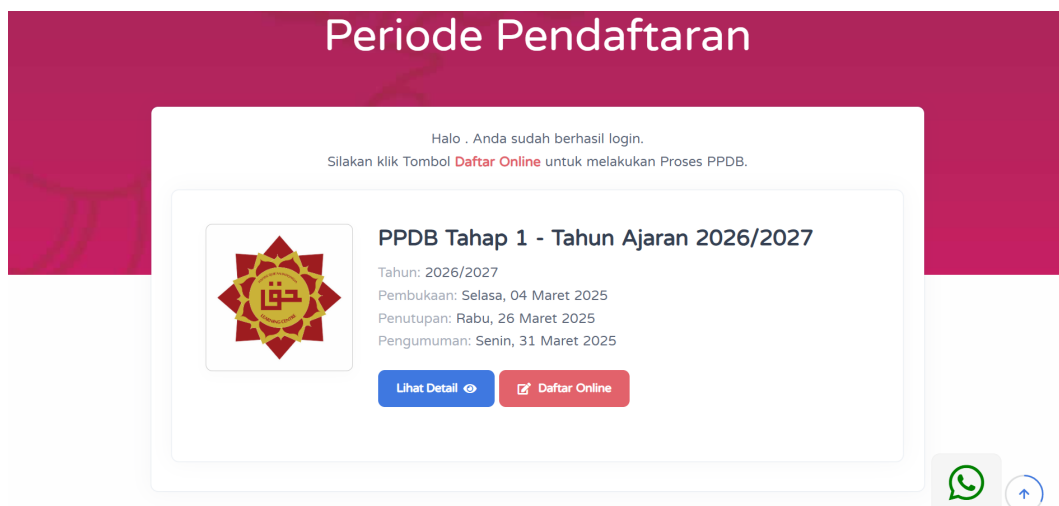 Periode Pendaftaran
Halo . Anda sudah berhasil login.
Silakan klik Tombol Daftar Online untuk melakukan Proses PPDB.
PPDB Tahap 1 - Tahun Ajaran 2026/2027
Tahun: 2026/2027
Pembukaan: Selasa, 04 Maret 2025
Penutupan: Rabu, 26 Maret 2025
Pengumuman: Senin, 31 Maret 2025
Lihat Detail
Daftar Online